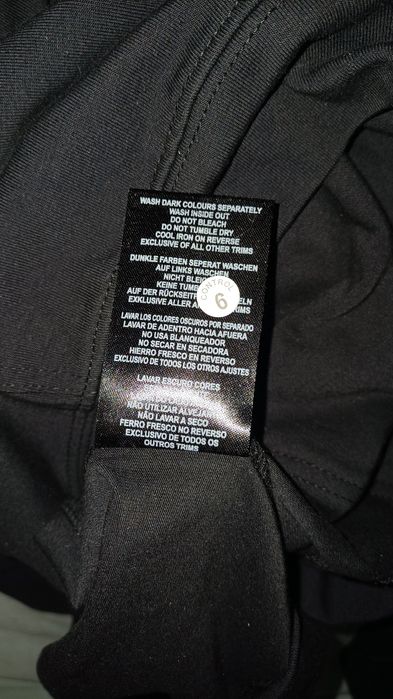 WASH DARK COLOURS SEPARATELY
WASH INSIDE OUT
DO NOT BLEACH
DO NOT TUMBLE DRY
COOL IRON ON REVERSE
EXCLUSIVE OF ALL OTHER TRIMS
DUNKLE FARBEN SEPERAT WASCHEN
AUF LINKS WASCHEN
NICHT
KEINE
AUF DER RÜCKSEITE
EXKLUSIVE ALLER
CONTROL
6
LAVAR LOS COLORES OSCUROS POR SEPARADO
LAVAR DE ADENTRO HACIA AFUERA
NO USA BLANQUEADOR
NO SECAR EN SECADORA
HIERRO FRESCO EN REVERSO
EXCLUSIVO DE TODOS LOS OTROS AJUSTES
LAVAR ESCURO CORES
NÃO UTILIZAR
NÃO LAVAR A SECO
FERRO FRESCO NO REVERSO
EXCLUSIVO DE TODOS OS
OUTROS TRIMS